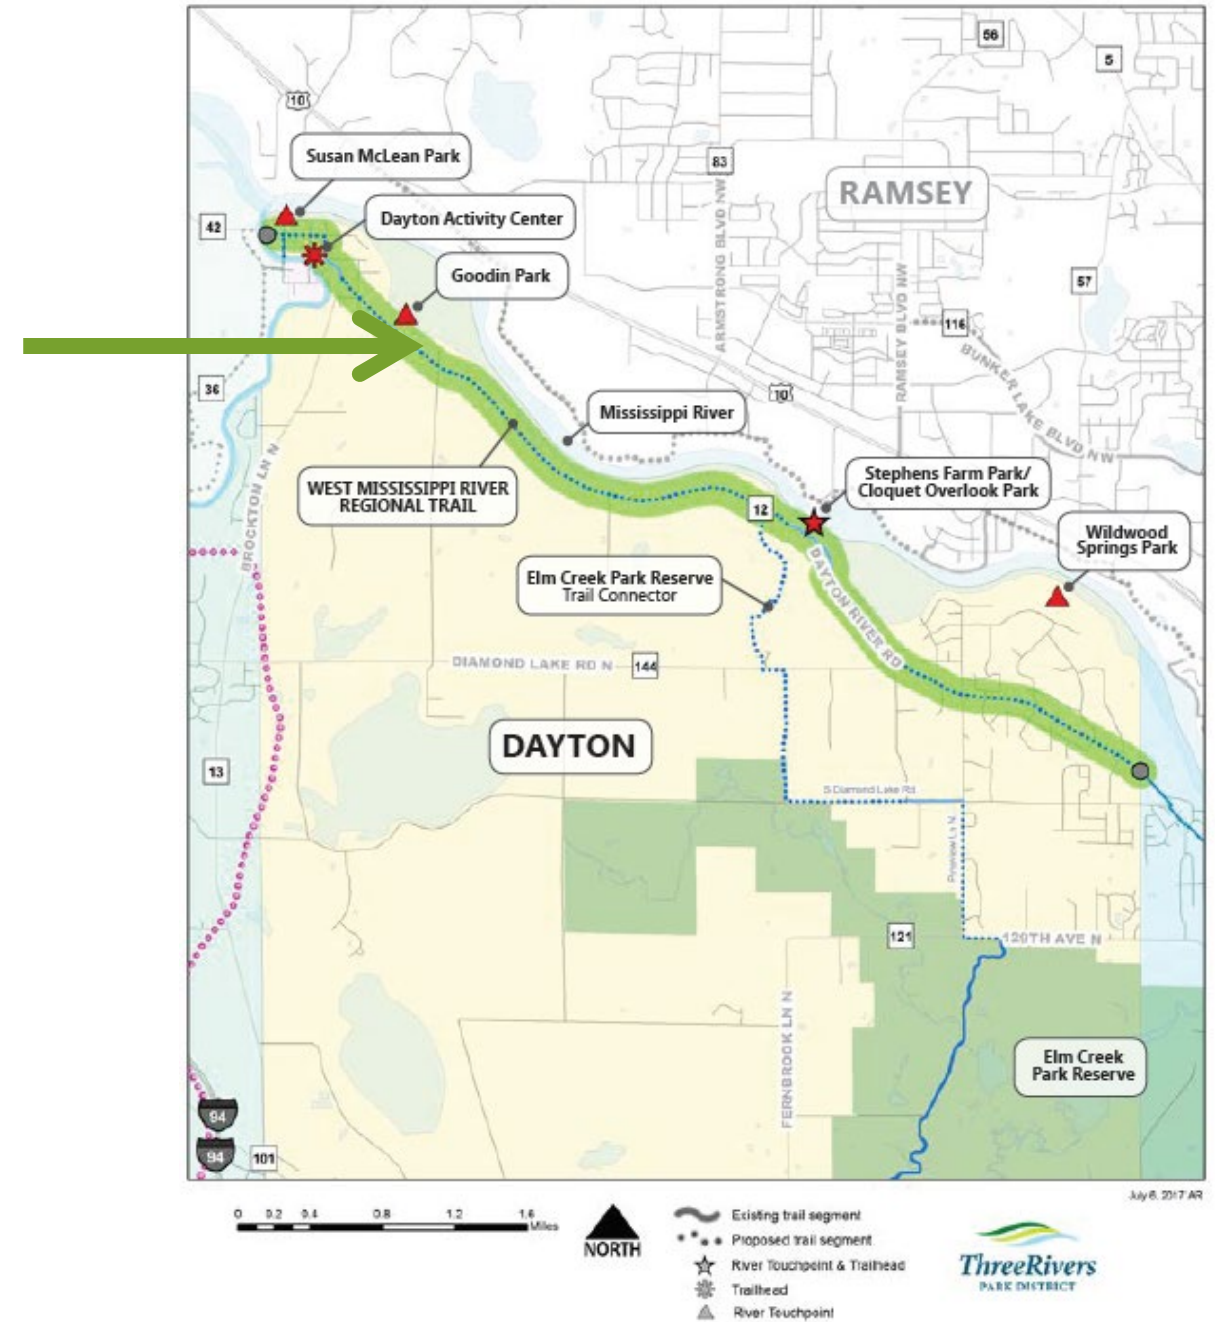 56
5
10
Susan McLean Park
83
RAMSEY
42
Dayton Activity Center
ARMSTRONG BLVD NW
Goodin Park
57
RAMSEY BLVD NW
116
BUNKER LAKE BLVD NW
36
10
Mississippi River
BROCKTON LN N
WEST MISSISSIPPI RIVER
REGIONAL TRAIL
Stephens Farm Park/
Cloquet Overlook Park
12
Wildwood
Springs Park
Elm Creek Park Reserve
Trail Connector
DAYTON RIVER RD
DIAMOND LAKE RD N
144
DAYTON
13
S Diamond Lake Rd
Pineview Ln N
121
129TH AVE N
FERNBROOK LN N
Elm Creek
Park Reserve
94
94
101
July 6, 2017 AR
0 0.2 0.4 0.8 1.2 1.6
Miles
NORTH
Existing trail segment
Proposed trail segment
River Touchpoint & Trailhead
Trailhead
River Touchpoint
ThreeRivers
PARK DISTRICT